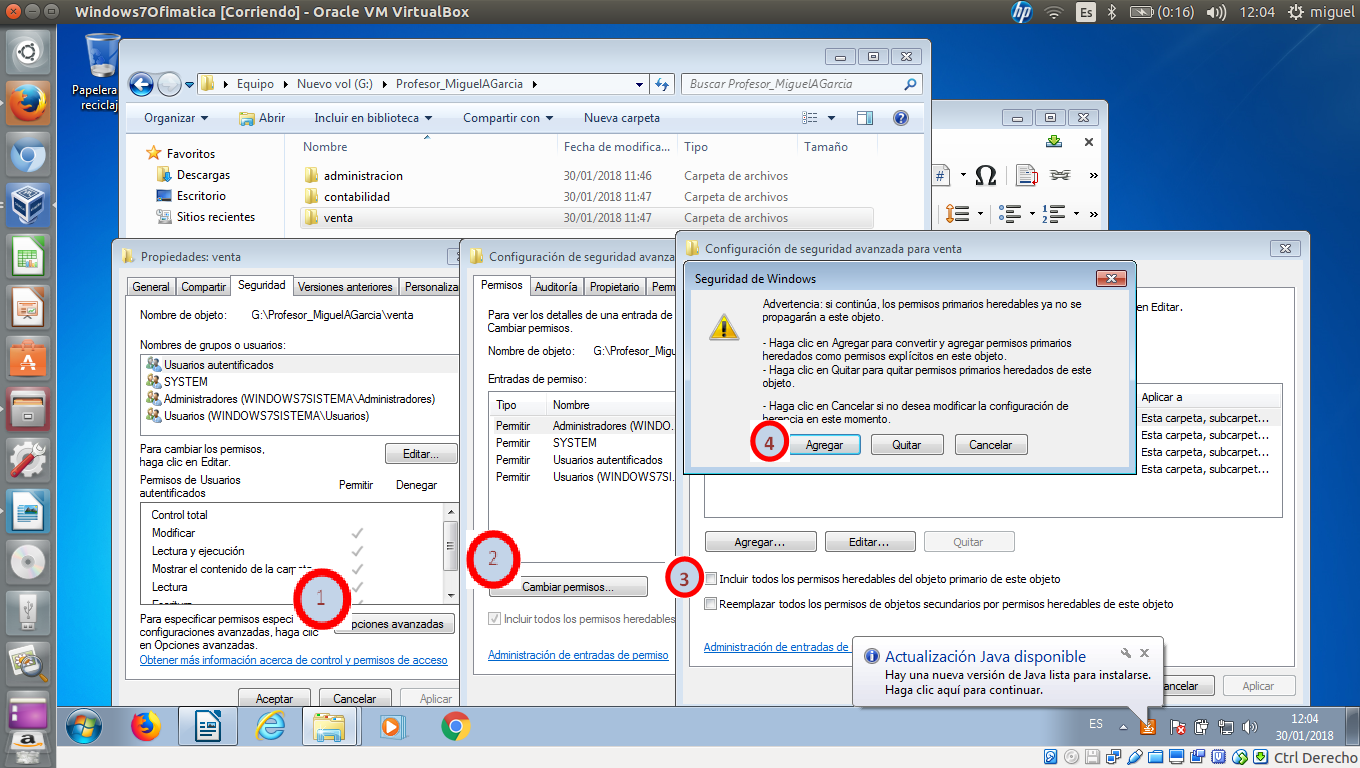 Windows7Ofimatica [Corriendo] - Oracle VM VirtualBox
Es
(0:16)
12:04
miguel
Papelera
reciclaj
Equipo
Nuevo vol (G:)
Profesor_MiguelAGarcia
Buscar Profesor_MiguelAGarcia
Organizar
Abrir
Incluir en biblioteca
Compartir con
Nueva carpeta
Favoritos
Descargas
Escritorio
Sitios recientes
Nombre
Fecha de modifica...
Tipo
Tamaño
administracion
30/01/2018 11:46
Carpeta de archivos
contabilidad
30/01/2018 11:47
Carpeta de archivos
venta
30/01/2018 11:47
Carpeta de archivos
Propiedades: venta
General
Compartir
Seguridad
Versiones anteriores
Personaliza
Nombre de objeto:
G:\Profesor_MiguelAGarcia\venta
Nombres de grupos o usuarios:
Usuarios autentificados
SYSTEM
Administradores (WINDOWS7SISTEMA\Administradores)
Usuarios (WINDOWS7SISTEMA\Usuarios)
Para cambiar los permisos,
haga clic en Editar.
Editar...
Permisos de Usuarios
autentificados
Permitir
Denegar
Control total
Modificar
Lectura y ejecución
Mostrar el contenido de la
Lectura
1
Para especificar permisos especi
configuraciones avanzadas, haga clic
en Opciones avanzadas.
pciones avanzadas
Obtener más información acerca de control y permisos de acceso
Aceptar
Cancelar
Aplicar
Configuración de seguridad avanza
Permisos
Auditoría
Propietario
Perm
Para ver los detalles de una entrada de
Cambiar permisos.
Nombre de objeto:
G:\Profesor_Migu
Entradas de permiso:
Tipo
Nombre
Permitir
Administradores (WINDO.
Permitir
SYSTEM
Permitir
Usuarios autentificados
Permitir
Usuarios (WINDOWS7SI.
2
Cambiar permisos...
Incluir todos los permisos heredables
Administración de entradas de permiso
Configuración de seguridad avanzada para venta
en Editar.
Aplicar a
Esta carpeta, subcarpet...
Esta carpeta, subcarpet...
Esta carpeta, subcarpet...
Esta carpeta, subcarpet...
Seguridad de Windows
Advertencia: si continúa, los permisos primarios heredables ya no se
propagarán a este objeto.
- Haga clic en Agregar para convertir y agregar permisos primarios
heredados como permisos explícitos en este objeto.
- Haga clic en Quitar para quitar permisos primarios heredados de este
objeto.
- Haga clic en Cancelar si no desea modificar la configuración de
herencia en este momento.
4
Agregar
Quitar
Cancelar
Agregar...
Editar...
Quitar
3
Incluir todos los permisos heredables del objeto primario de este objeto
Reemplazar todos los permisos de objetos secundarios por permisos heredables de este objeto
Administración de entradas de
ancelar
Aplicar
Actualización Java disponible
Hay una nueva versión de Java lista para instalarse.
Haga clic aquí para continuar.
ES
12:04
30/01/2018
Ctrl Derecho